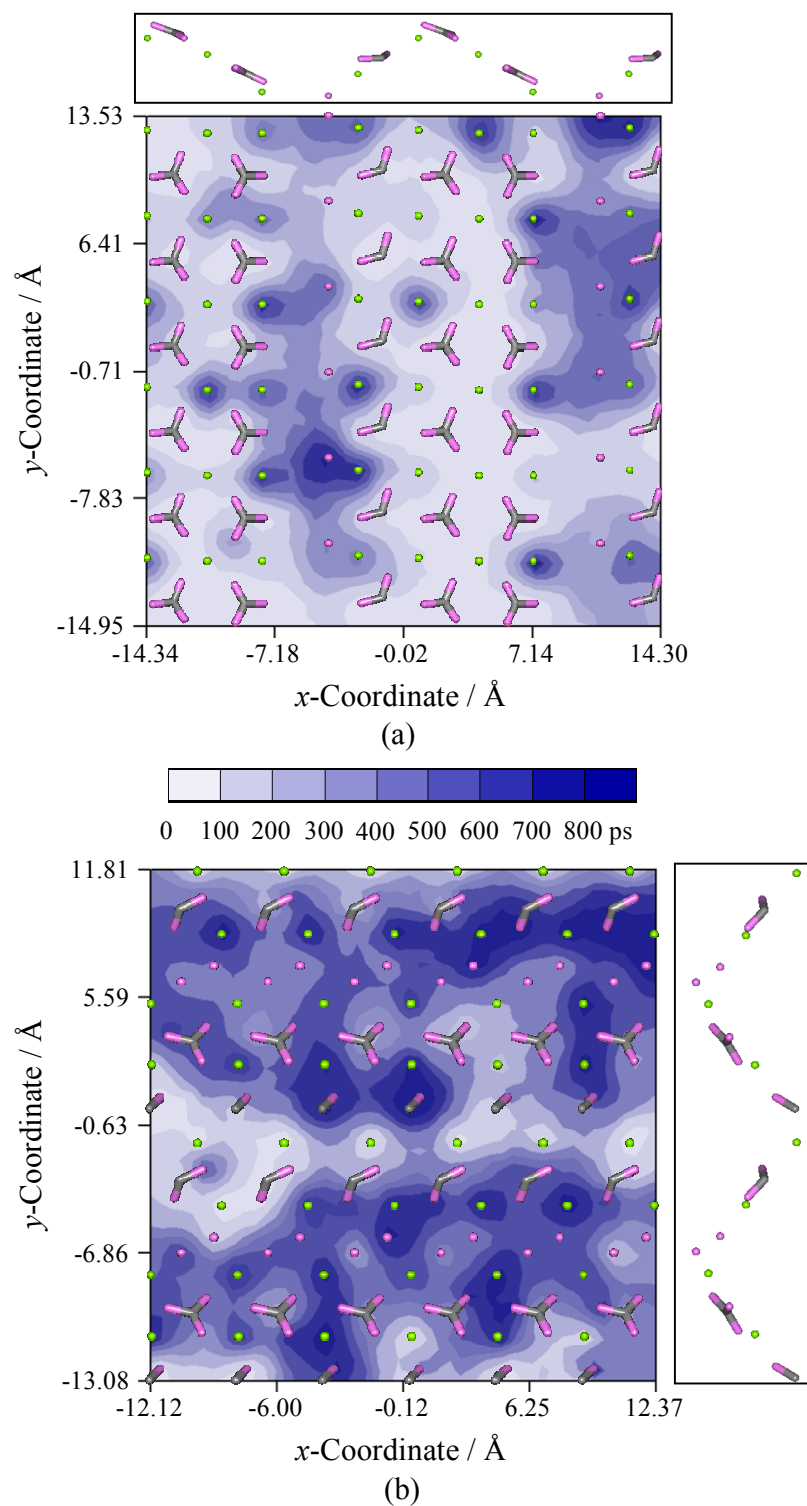 13.53
6.41
-0.71
-7.83
-14.95
y-Coordinate / Å
-14.34 -7.18 -0.02 7.14 14.30
x-Coordinate / Å
(a)
0 100 200 300 400 500 600 700 800 ps
11.81
5.59
-0.63
-6.86
-13.08
y-Coordinate / Å
-12.12 -6.00 -0.12 6.25 12.37
x-Coordinate / Å
(b)